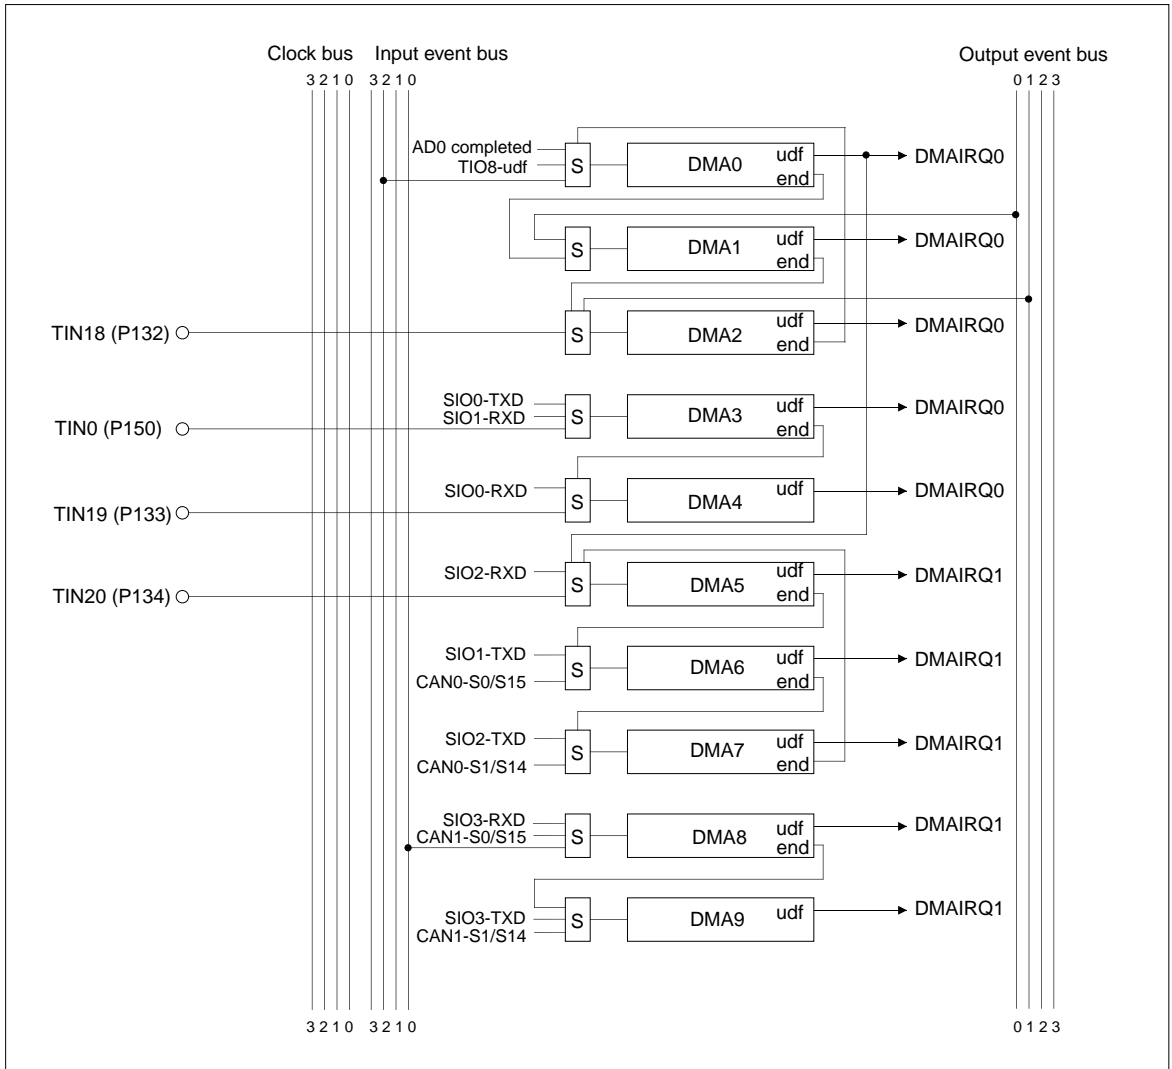 Clock bus Input event bus Output event bus
3 2 1 0 3 2 1 0 0 1 2 3
AD0 completed
TIO8-udf
S
DMA0
udf
end
DMAIRQ0
S
DMA1
udf
end
DMAIRQ0
TIN18 (P132)
S
DMA2
udf
end
DMAIRQ0
SIO0-TXD
SIO1-RXD
TIN0 (P150)
S
DMA3
udf
end
DMAIRQ0
SIO0-RXD
TIN19 (P133)
S
DMA4
udf
DMAIRQ0
SIO2-RXD
TIN20 (P134)
S
DMA5
udf
end
DMAIRQ1
SIO1-TXD
CAN0-S0/S15
S
DMA6
udf
end
DMAIRQ1
SIO2-TXD
CAN0-S1/S14
S
DMA7
udf
end
DMAIRQ1
SIO3-RXD
CAN1-S0/S15
S
DMA8
udf
end
DMAIRQ1
SIO3-TXD
CAN1-S1/S14
S
DMA9
udf
DMAIRQ1
3 2 1 0 3 2 1 0 0 1 2 3